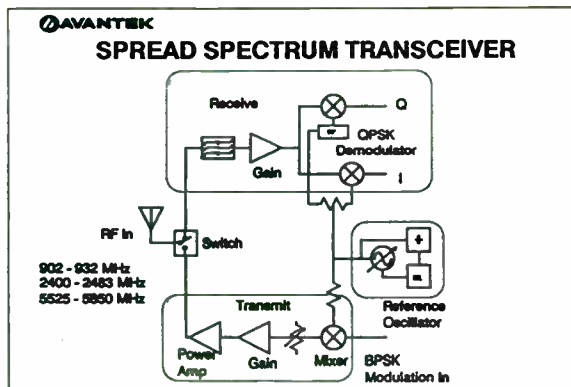 AVANTEK
SPREAD SPECTRUM TRANSCEIVER
Receive
Q
QPSK
Demodulator
Gain
I
RF In
Switch
902 - 932 MHz
2400 - 2483 MHz
5525 - 5850 MHz
Transmit
Reference
Oscillator
Power
Amp
Gain
Mixer
BPSK
Modulation In